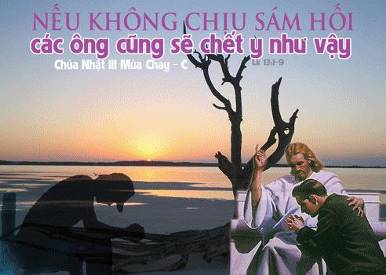 NẾU KHÔNG CHỊU SÁM HỐI
các ông cũng sẽ chết y như vậy
Chúa Nhật III Mùa Chay - C
Lk 13:1-9